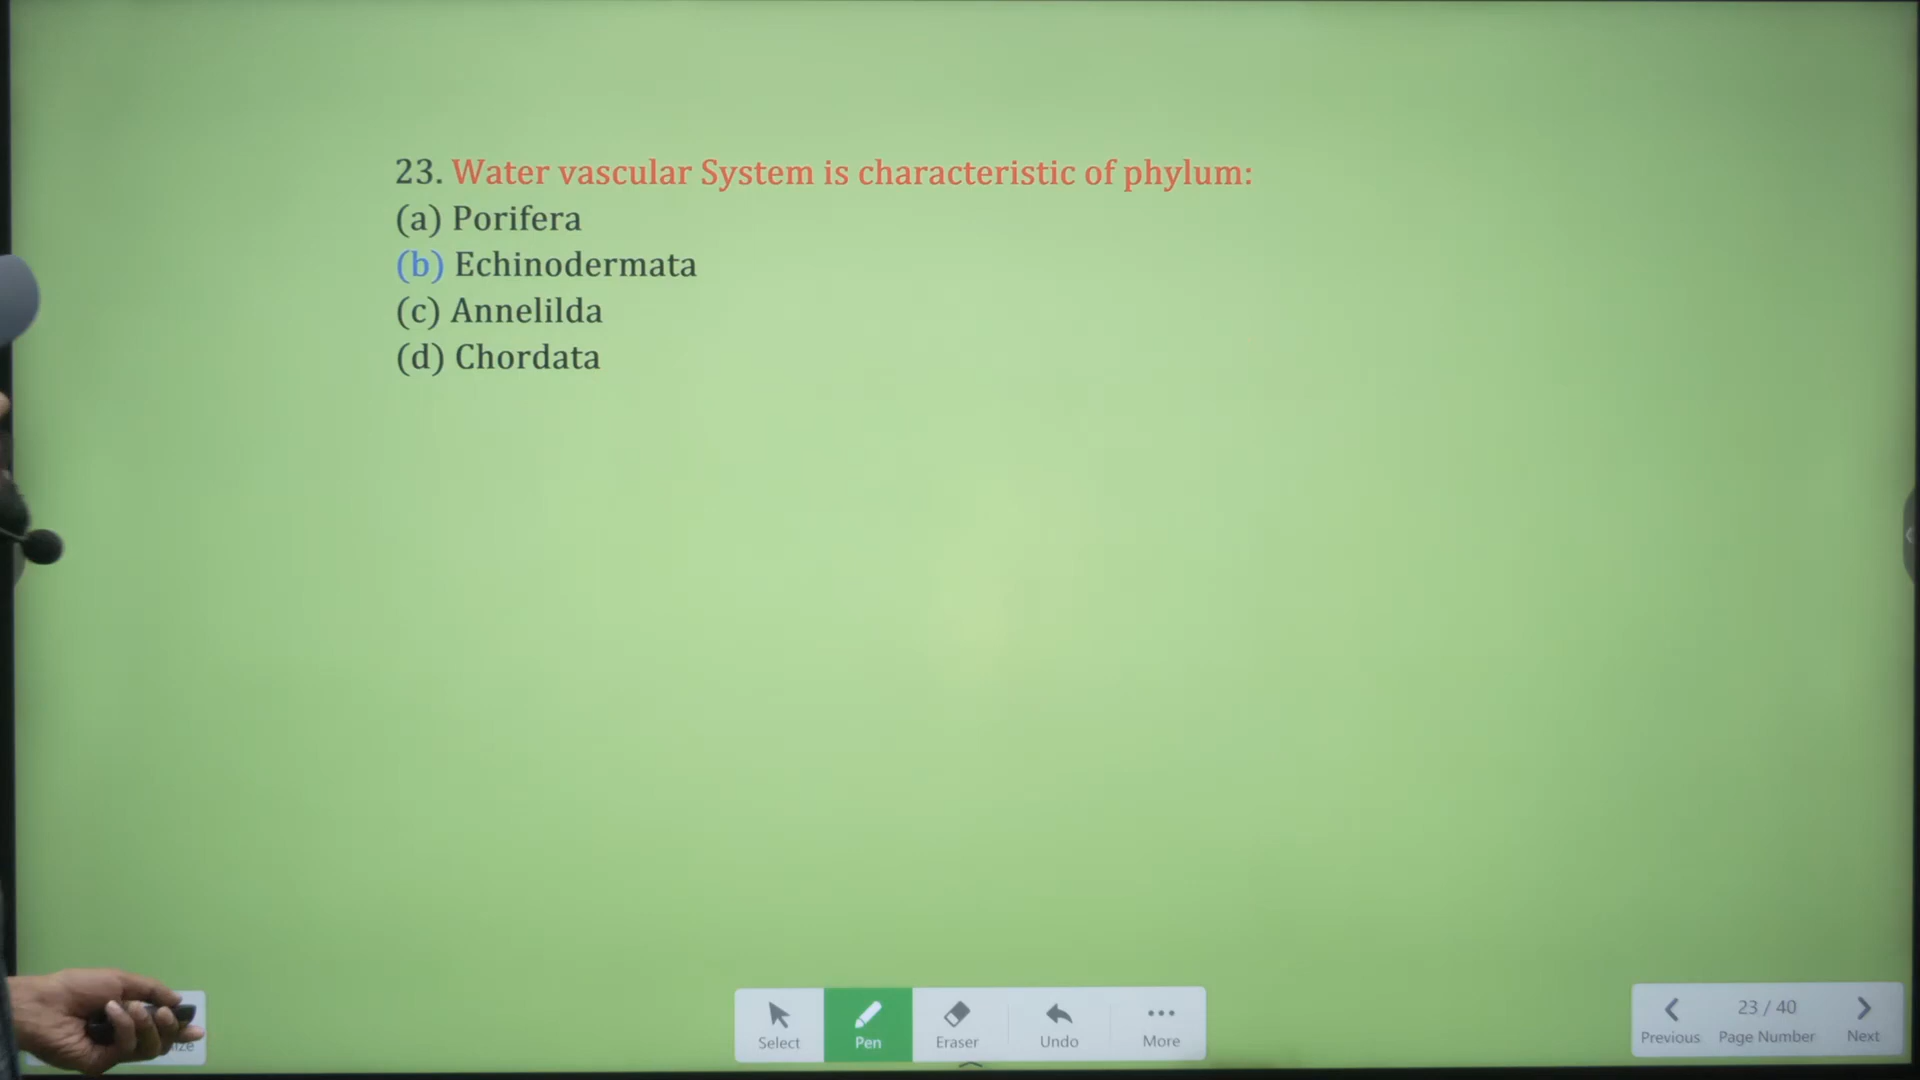 23. Water vascular System is characteristic of phylum:
(a) Porifera
(b) Echinodermata
(c) Annelilda
(d) Chordata
Select
Pen
Eraser
Undo
More
23 / 40
Previous
Page Number
Next